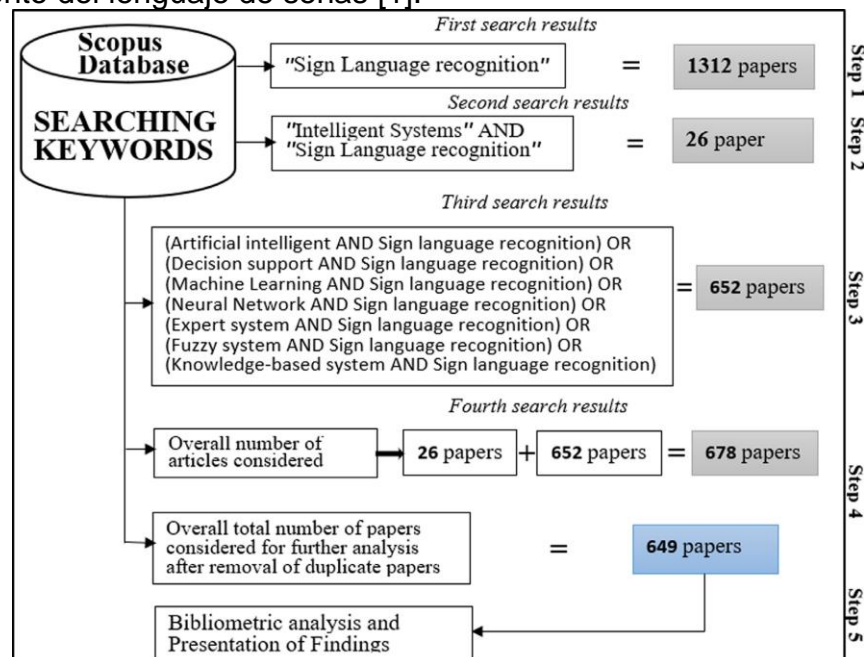 del lenguaje de señas [1].
First search results
Scopus
Database
SEARCHING
KEYWORDS
"Sign Language recognition"
=
1312 papers
Step 1
Second search results
"Intelligent Systems" AND
"Sign Language recognition"
=
26 paper
Step 2
Third search results
(Artificial intelligent AND Sign language recognition) OR
(Decision support AND Sign language recognition) OR
(Machine Learning AND Sign language recognition) OR
(Neural Network AND Sign language recognition) OR
(Expert system AND Sign language recognition) OR
(Fuzzy system AND Sign language recognition) OR
(Knowledge-based system AND Sign language recognition)
= 652 papers
Step 3
Fourth search results
Overall number of
articles considered
26 papers + 652 papers = 678 papers
Step 4
Overall total number of papers
considered for further analysis
after removal of duplicate papers
=
649 papers
Bibliometric analysis and
Presentation of Findings
Step 5